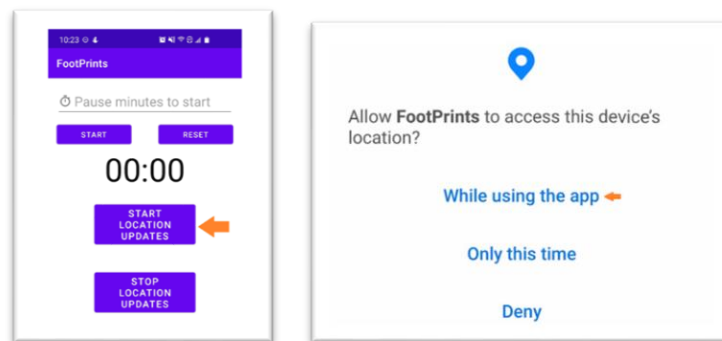 10:23
FootPrints
Pause minutes to start
START RESET
00:00
START
LOCATION
UPDATES
STOP
LOCATION
UPDATES
Allow FootPrints to access this device's
location?
While using the app
Only this time
Deny